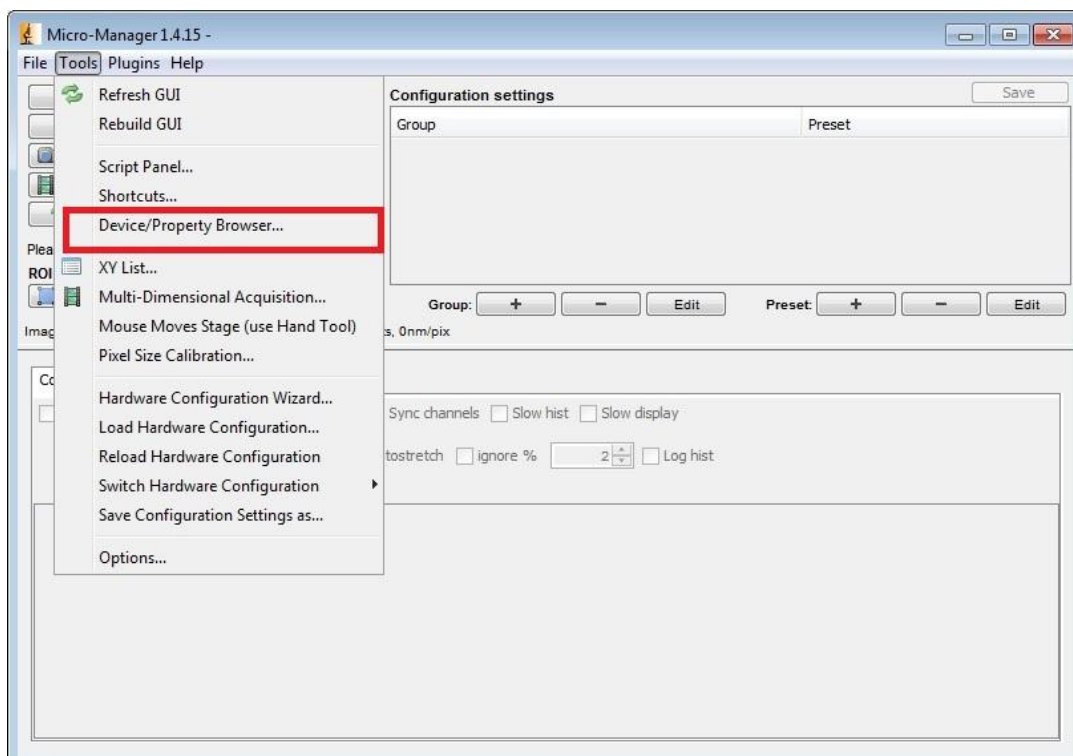 Micro-Manager 1.4.15 -
File Tools Plugins Help
Refresh GUI
Rebuild GUI
Script Panel...
Shortcuts...
Device/Property Browser...
XY List...
Multi-Dimensional Acquisition...
Mouse Moves Stage (use Hand Tool)
Pixel Size Calibration...
Hardware Configuration Wizard...
Load Hardware Configuration...
Reload Hardware Configuration
Switch Hardware Configuration
Save Configuration Settings as...
Options...
Configuration settings Save
Group Preset
Group: + - Edit Preset: + - Edit
ROI
0nm/pix
Sync channels Slow hist Slow display
ignore % 2 Log hist